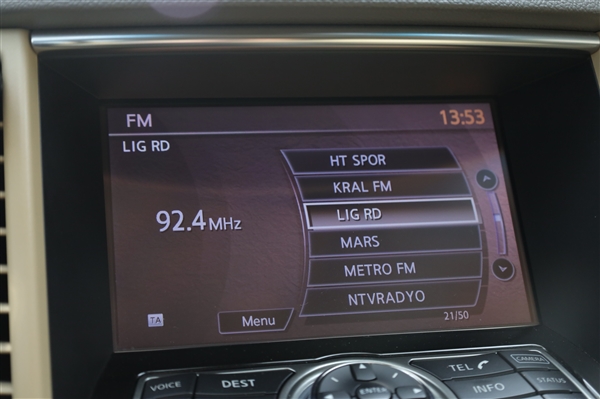 FM
13:53
LIG RD
HT SPOR
KRAL FM
LIG RD
92.4MHz
MARS
METRO FM
NTVRADYO
TA
Menu
21/50
VOICE
DEST
ENTER
TEL
INFO
CAMERA
STATUS